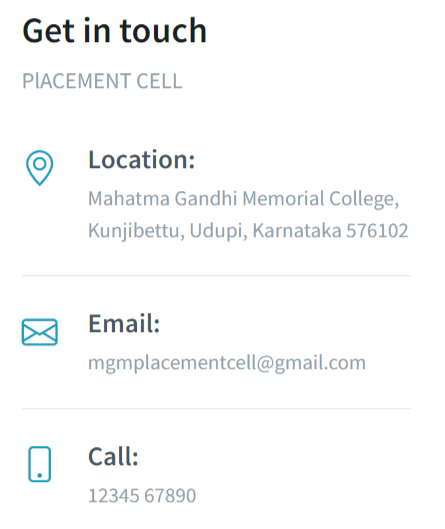 Get in touch
PlACEMENT CELL
Location:
Mahatma Gandhi Memorial College,
Kunjibettu, Udupi, Karnataka 576102
Email:
mgmplacementcell@gmail.com
Call:
12345 67890